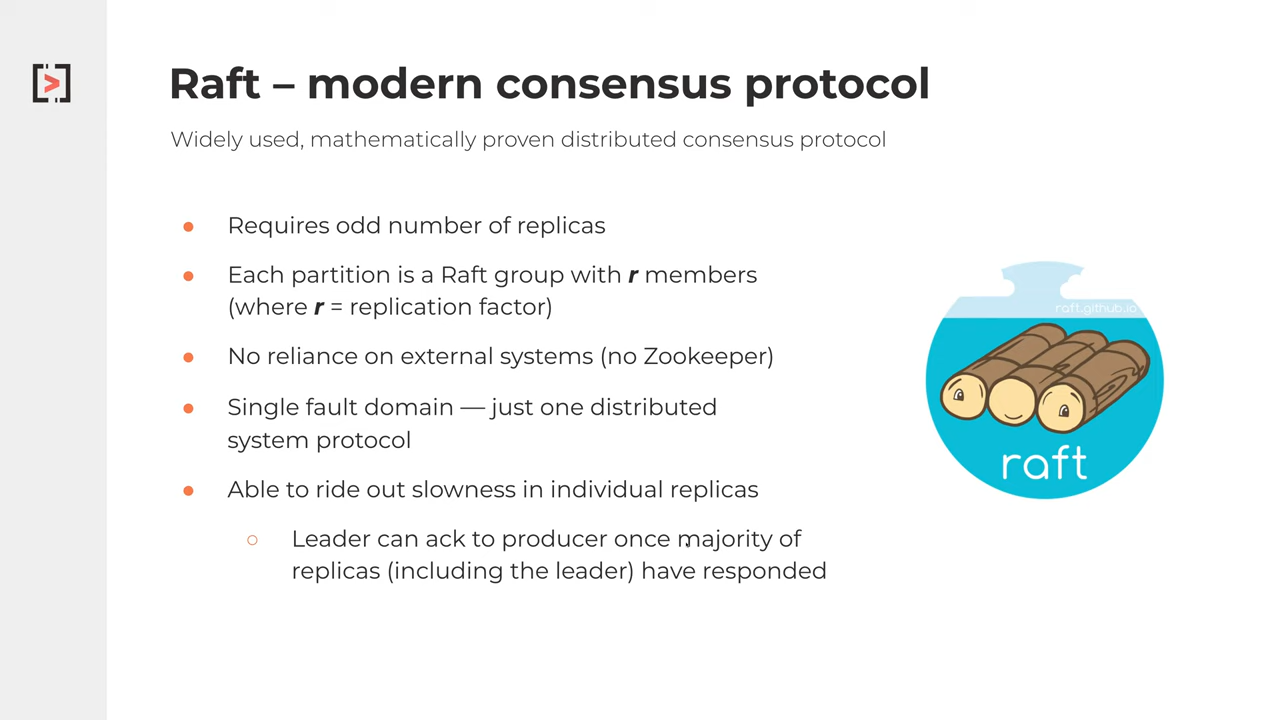 Raft – modern consensus protocol
Widely used, mathematically proven distributed consensus protocol
● Requires odd number of replicas
● Each partition is a Raft group with r members
(where r = replication factor)
● No reliance on external systems (no Zookeeper)
● Single fault domain — just one distributed
system protocol
● Able to ride out slowness in individual replicas
○ Leader can ack to producer once majority of
replicas (including the leader) have responded
raft.github.io
raft